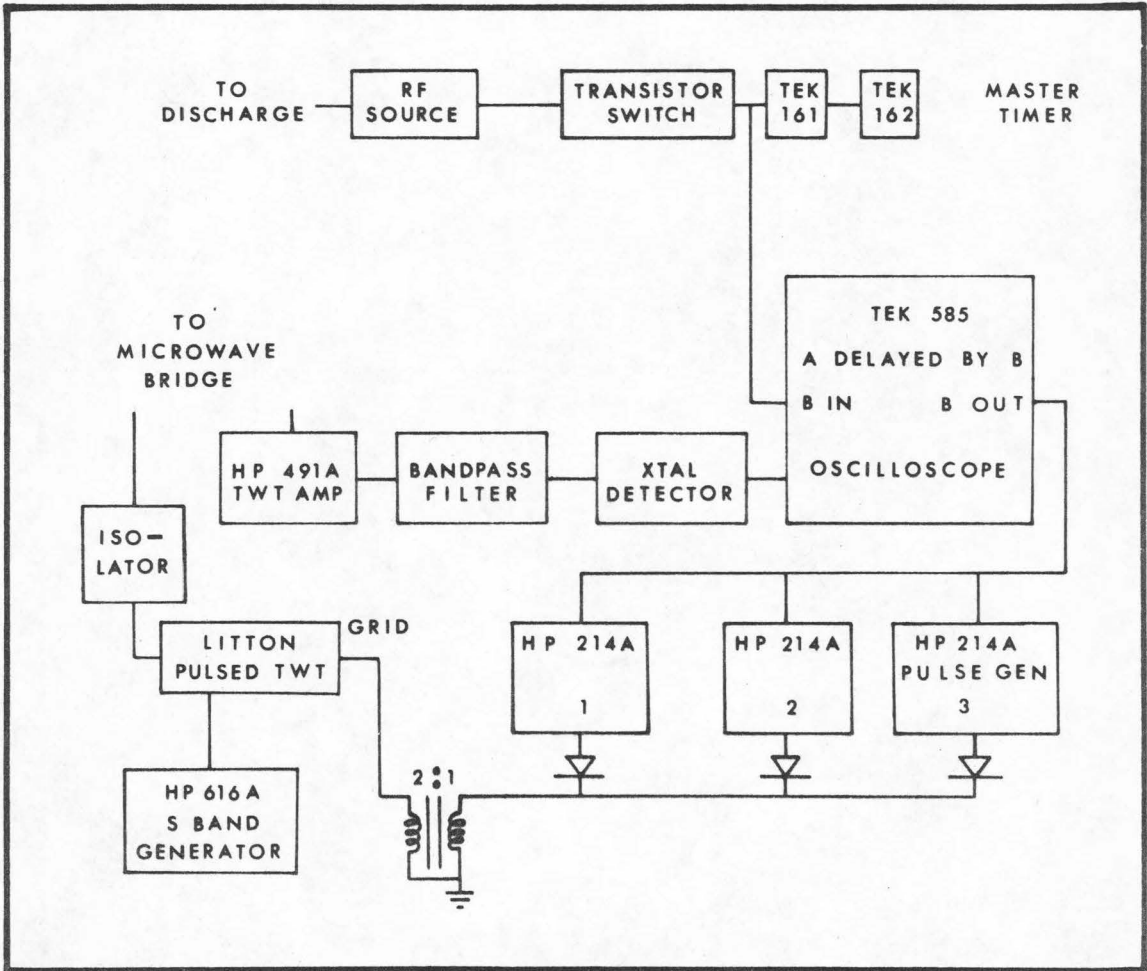 TO
DISCHARGE
RF
SOURCE
TRANSISTOR
SWITCH
TEK
161
TEK
162
MASTER
TIMER
TEK 585
A DELAYED BY B
B IN B OUT
OSCILLOSCOPE
TO
MICROWAVE
BRIDGE
HP 491A
TWT AMP
BANDPASS
FILTER
XTAL
DETECTOR
ISO-
LATOR
LITTON
PULSED TWT
GRID
HP 214A
1
HP 214A
2
HP 214A
PULSE GEN
3
2:1
HP 616A
S BAND
GENERATOR